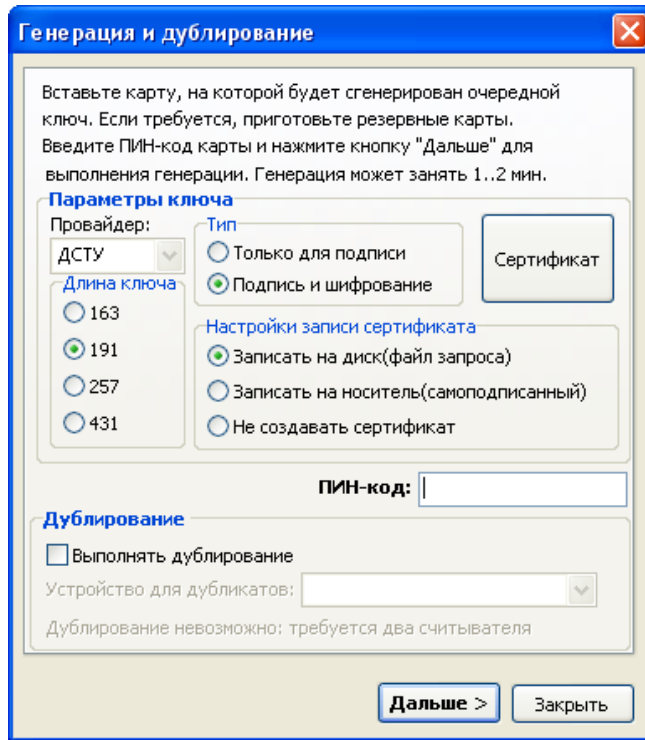 Генерация и дублирование
Вставьте карту, на которой будет сгенерирован очередной
ключ. Если требуется, приготовьте резервные карты.
Введите ПИН-код карты и нажмите кнопку "Дальше" для
выполнения генерации. Генерация может занять 1..2 мин.
Параметры ключа
Провайдер:
ДСТУ
Тип
Только для подписи
Подпись и шифрование
Сертификат
Длина ключа
163
191
257
431
Настройки записи сертификата
Записать на диск(файл запроса)
Записать на носитель(самоподписанный)
Не создавать сертификат
ПИН-код:
Дублирование
Выполнять дублирование
Устройство для дубликатов:
Дублирование невозможно: требуется два считывателя
Дальше >
Закрыть